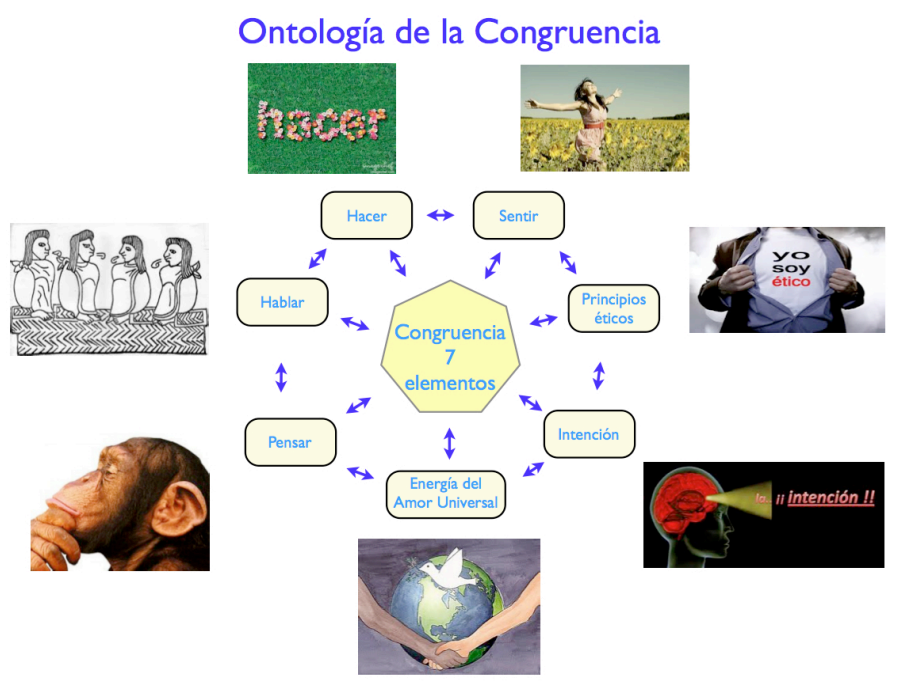 Ontología de la Congruencia
hacer
Hacer
Sentir
yo
soy
ético
Hablar
Principios
éticos
Congruencia
7
elementos
Pensar
Intención
Energía del
Amor Universal
la. ¡¡ intención !!